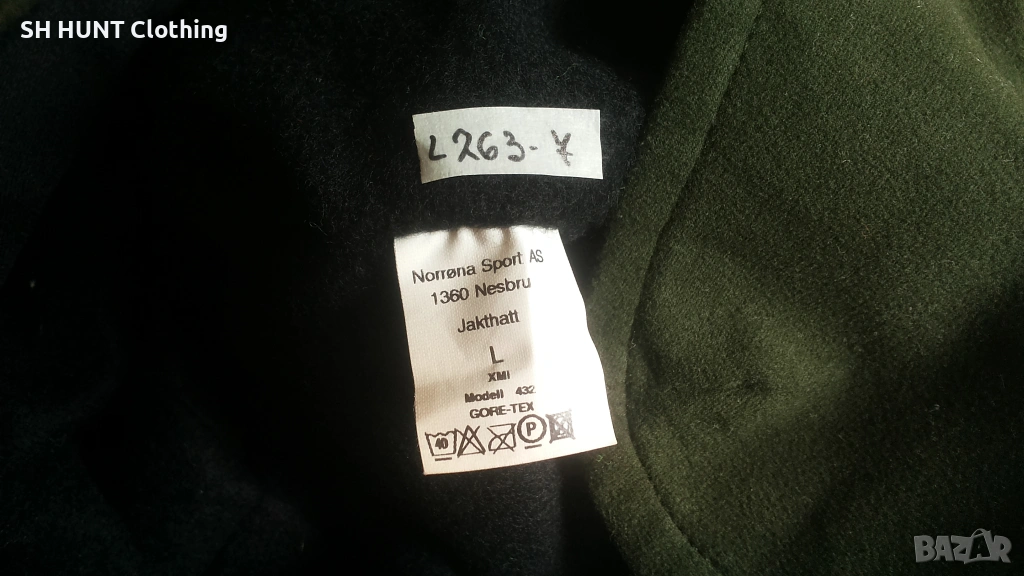 SH HUNT Clothing
L263-7
Norrøna Sport AS
1360 Nesbru
Jakthatt
L
XMI
Modell 432
GORE-TEX
40 P
BAZAR